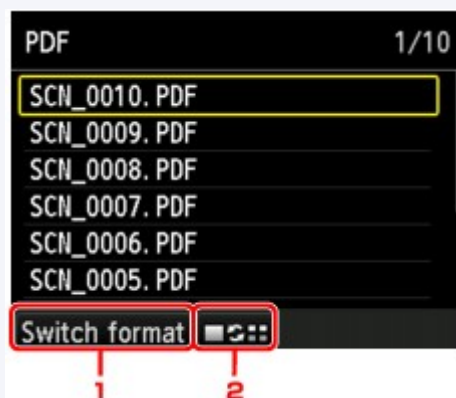 PDF 1/10
SCN_0010.PDF
SCN_0009.PDF
SCN_0008.PDF
SCN_0007.PDF
SCN_0006.PDF
SCN_0005.PDF
Switch format
1 2